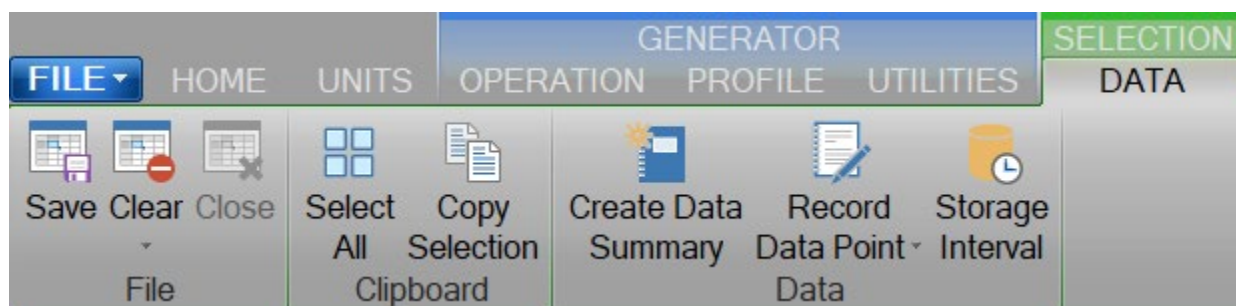 GENERATOR SELECTION
FILE HOME UNITS OPERATION PROFILE UTILITIES DATA
Save Clear Close Select Copy Create Data Record Storage
All Selection Summary Data Point Interval
File Clipboard Data